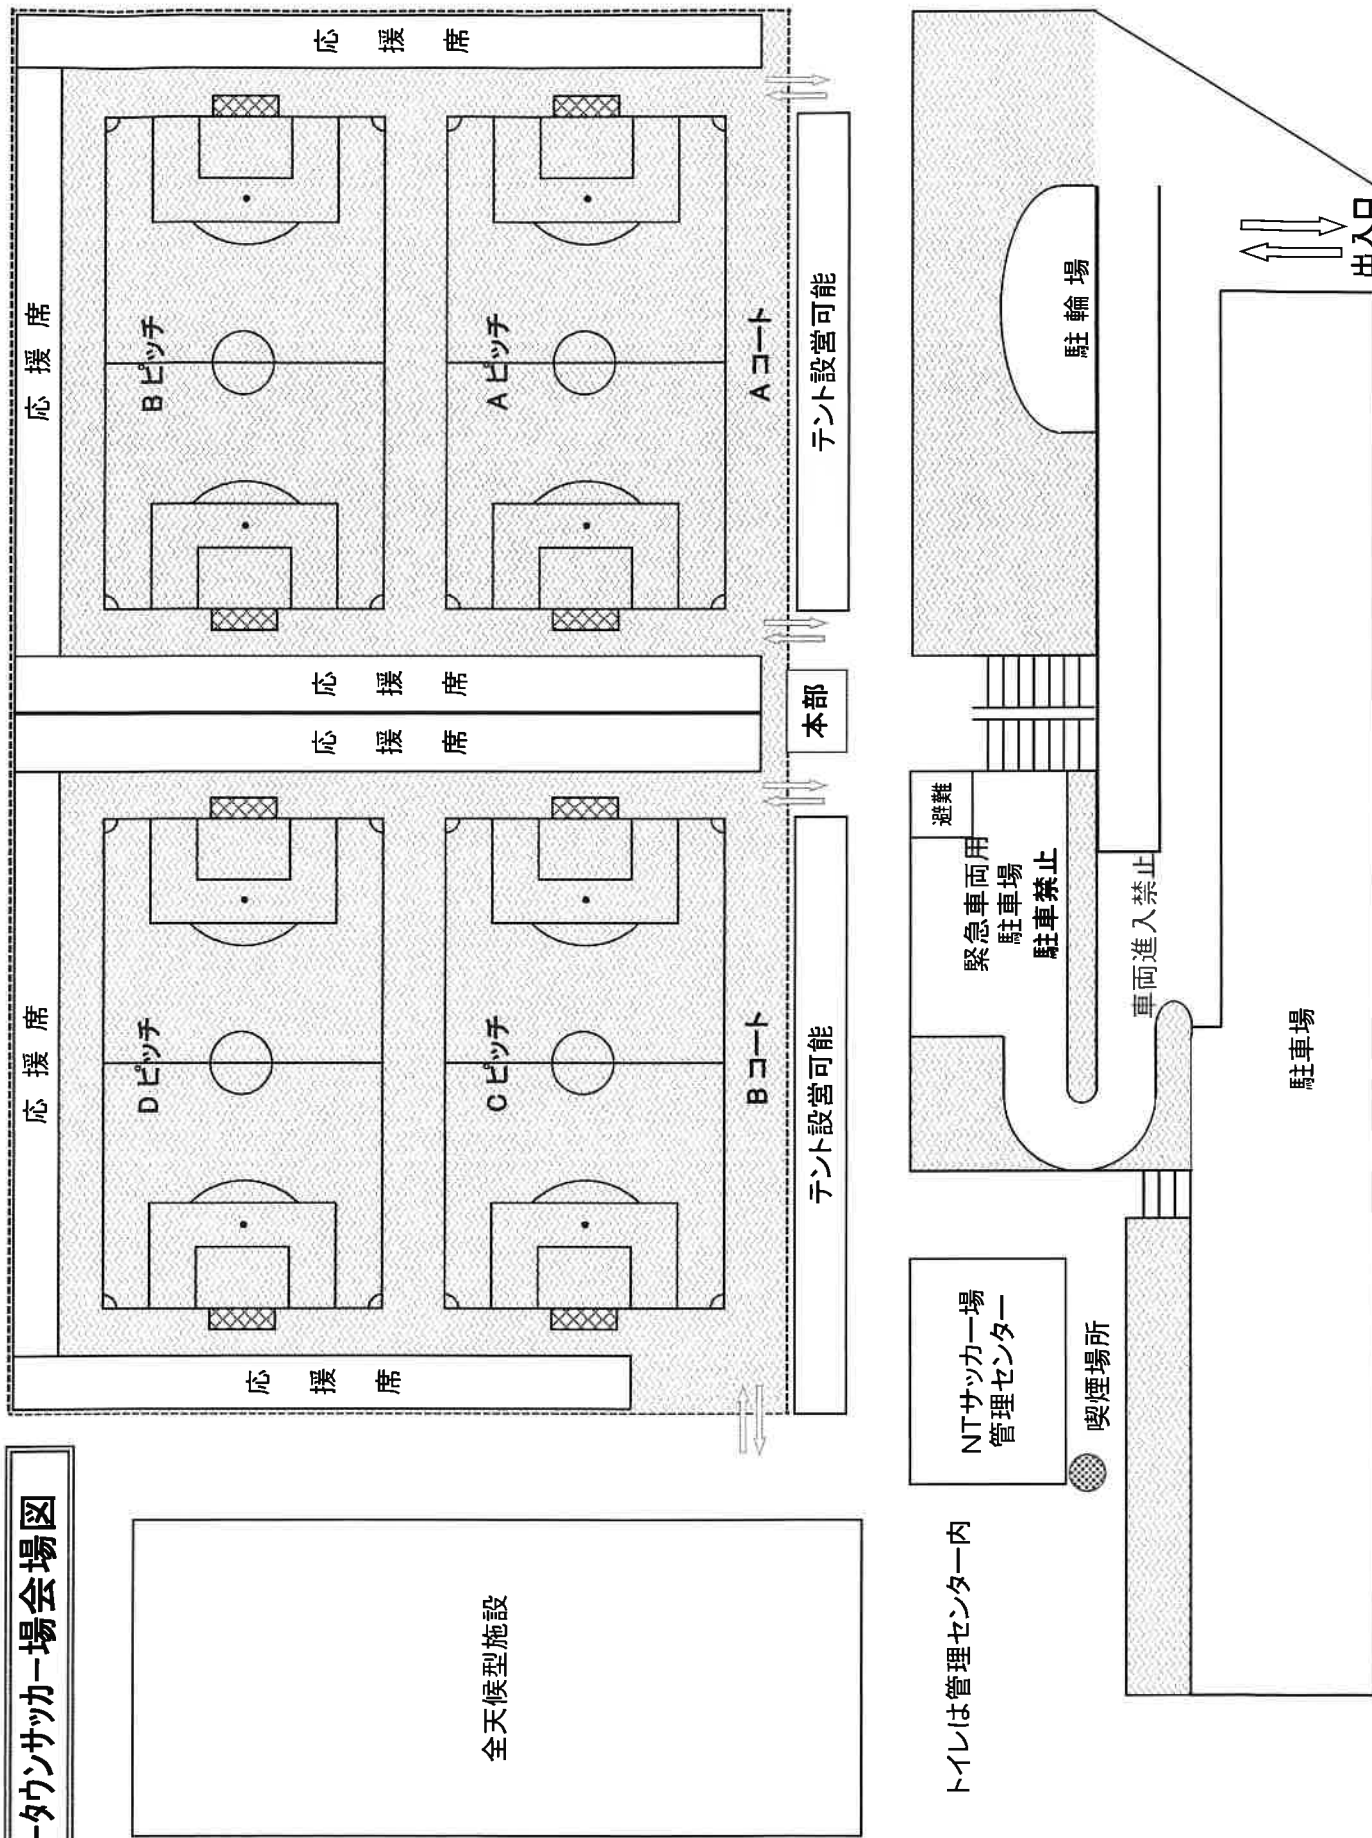 ータウンサッカー場会場図
応援席
応援席
応援席
応援席
応援席
応援席
Dピッチ
Bピッチ
Cピッチ
Aピッチ
Bコート
Aコート
テント設営可能
本部
テント設営可能
全天候型施設
トイレは管理センター内
NTサッカー場
管理センター
喫煙場所
避難
緊急車両用
駐車場
駐車禁止
車両進入禁止
駐輪場
駐車場
出入口